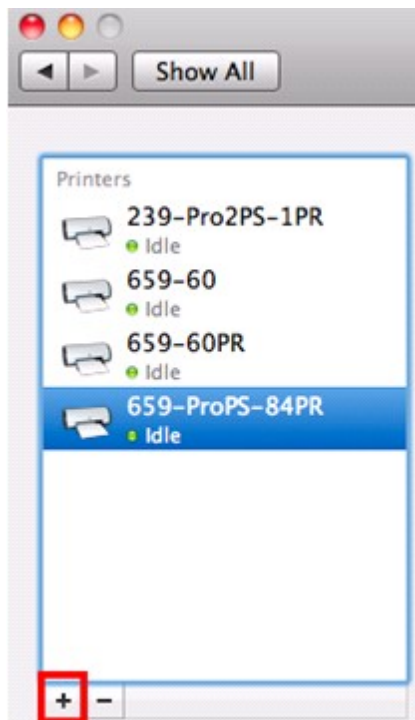 Show All
Printers
239-Pro2PS-1PR
Idle
659-60
Idle
659-60PR
Idle
659-ProPS-84PR
Idle
+ −